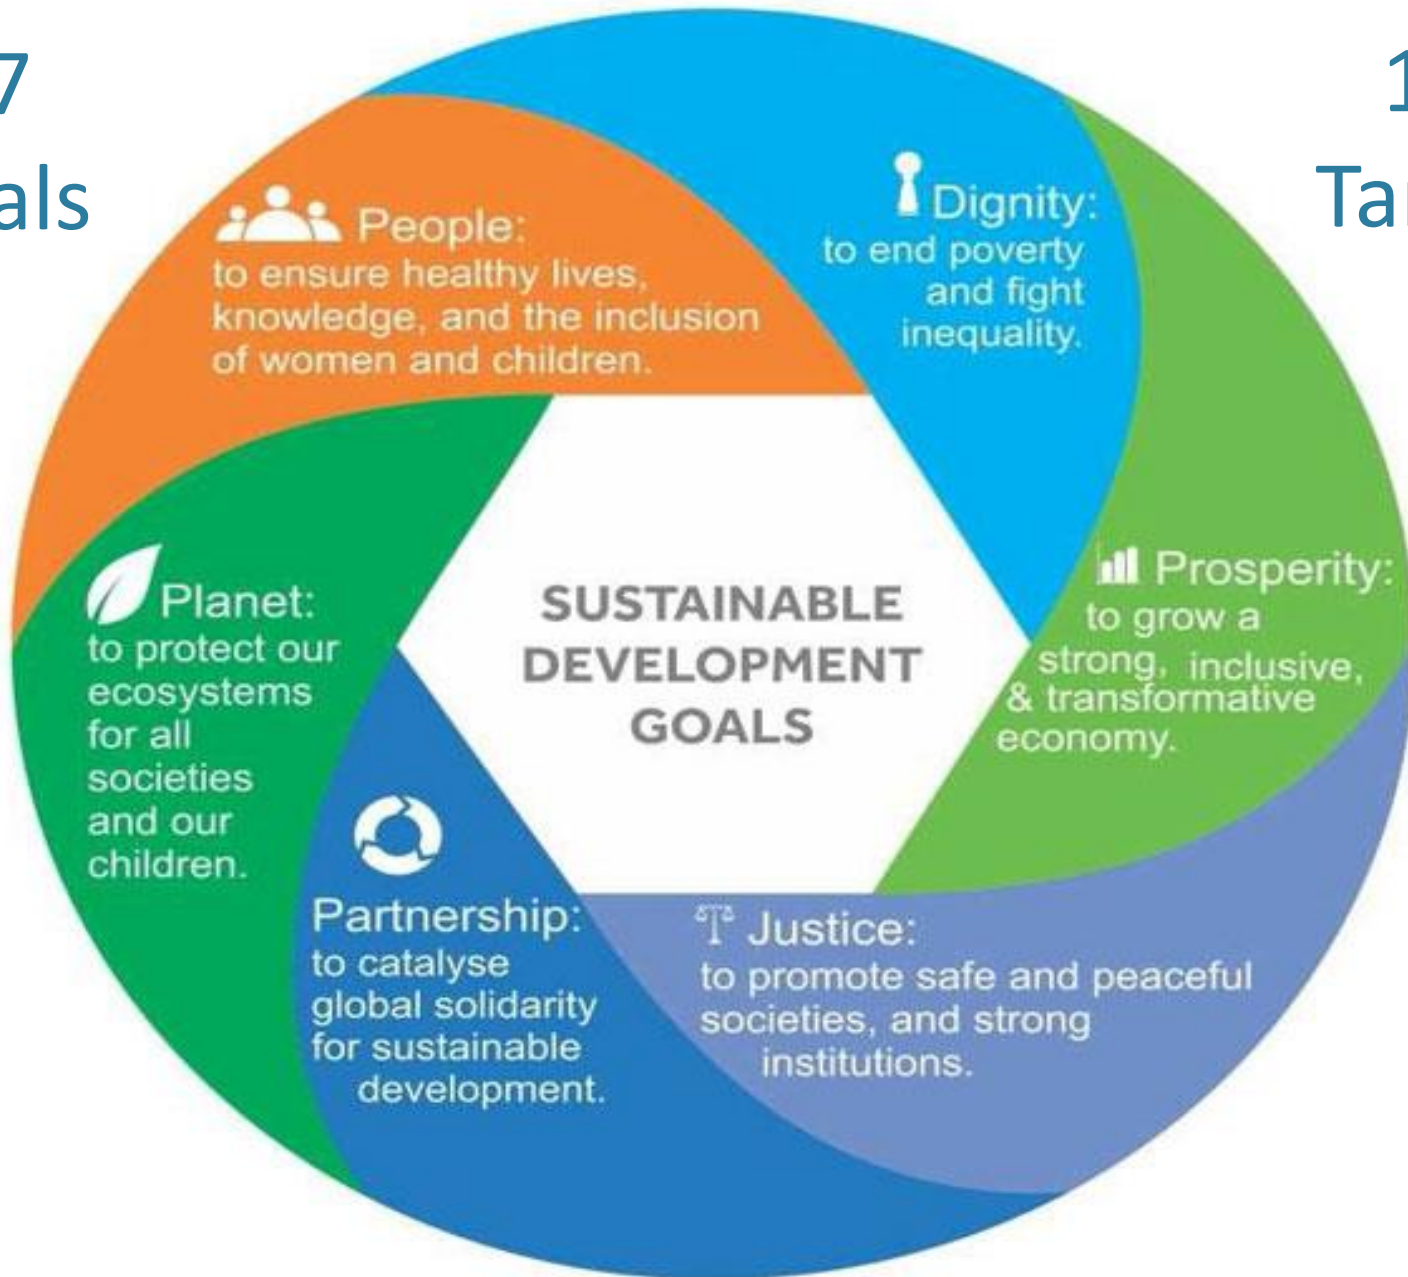 7
als
1
Tar
People:
to ensure healthy lives,
knowledge, and the inclusion
of women and children.
Dignity:
to end poverty
and fight
inequality.
Prosperity:
to grow a
strong, inclusive,
& transformative
economy.
Justice:
to promote safe and peaceful
societies, and strong
institutions.
Partnership:
to catalyse
global solidarity
for sustainable
development.
Planet:
to protect our
ecosystems
for all
societies
and our
children.
SUSTAINABLE
DEVELOPMENT
GOALS